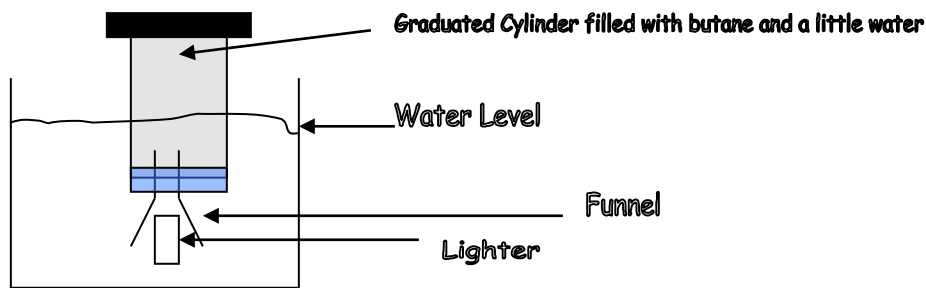 Graduated Cylinder filled with butane and a little water
Water Level
Funnel
Lighter